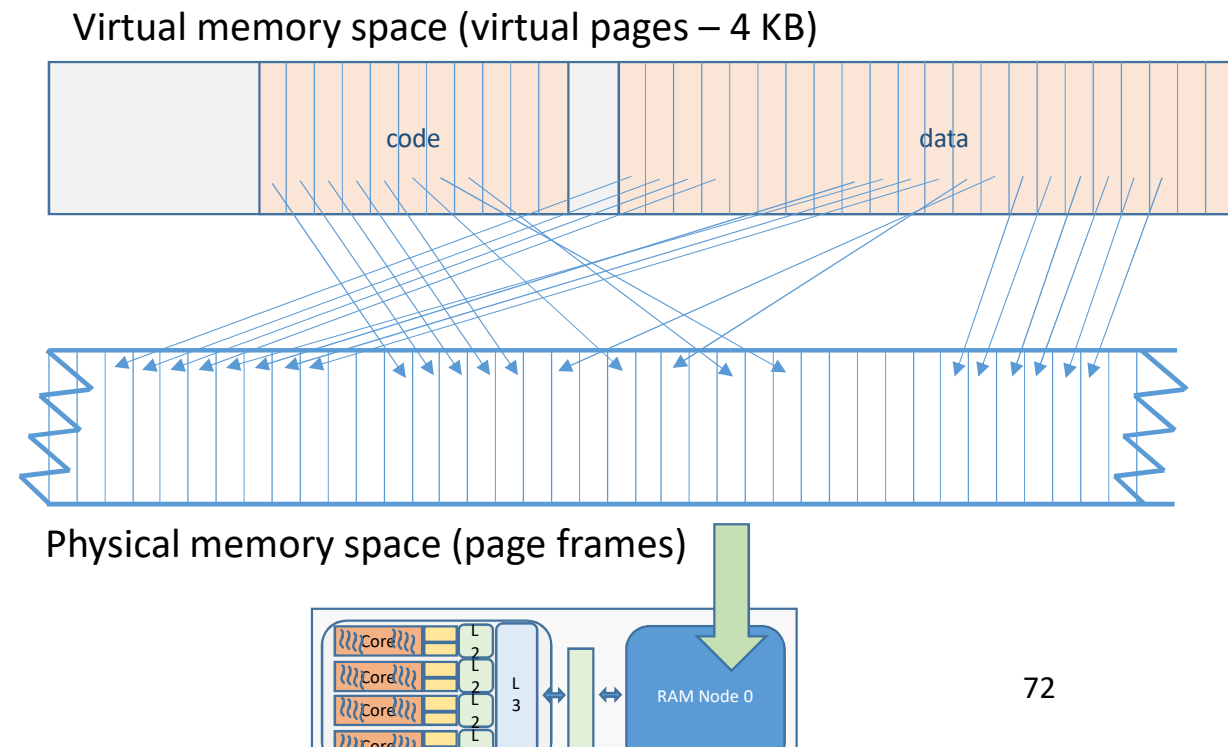 Virtual memory space (virtual pages – 4 KB)
code
data
Physical memory space (page frames)
Core
L
2
Core
L
2
Core
L
2
Core
L
L
3
RAM Node 0
72